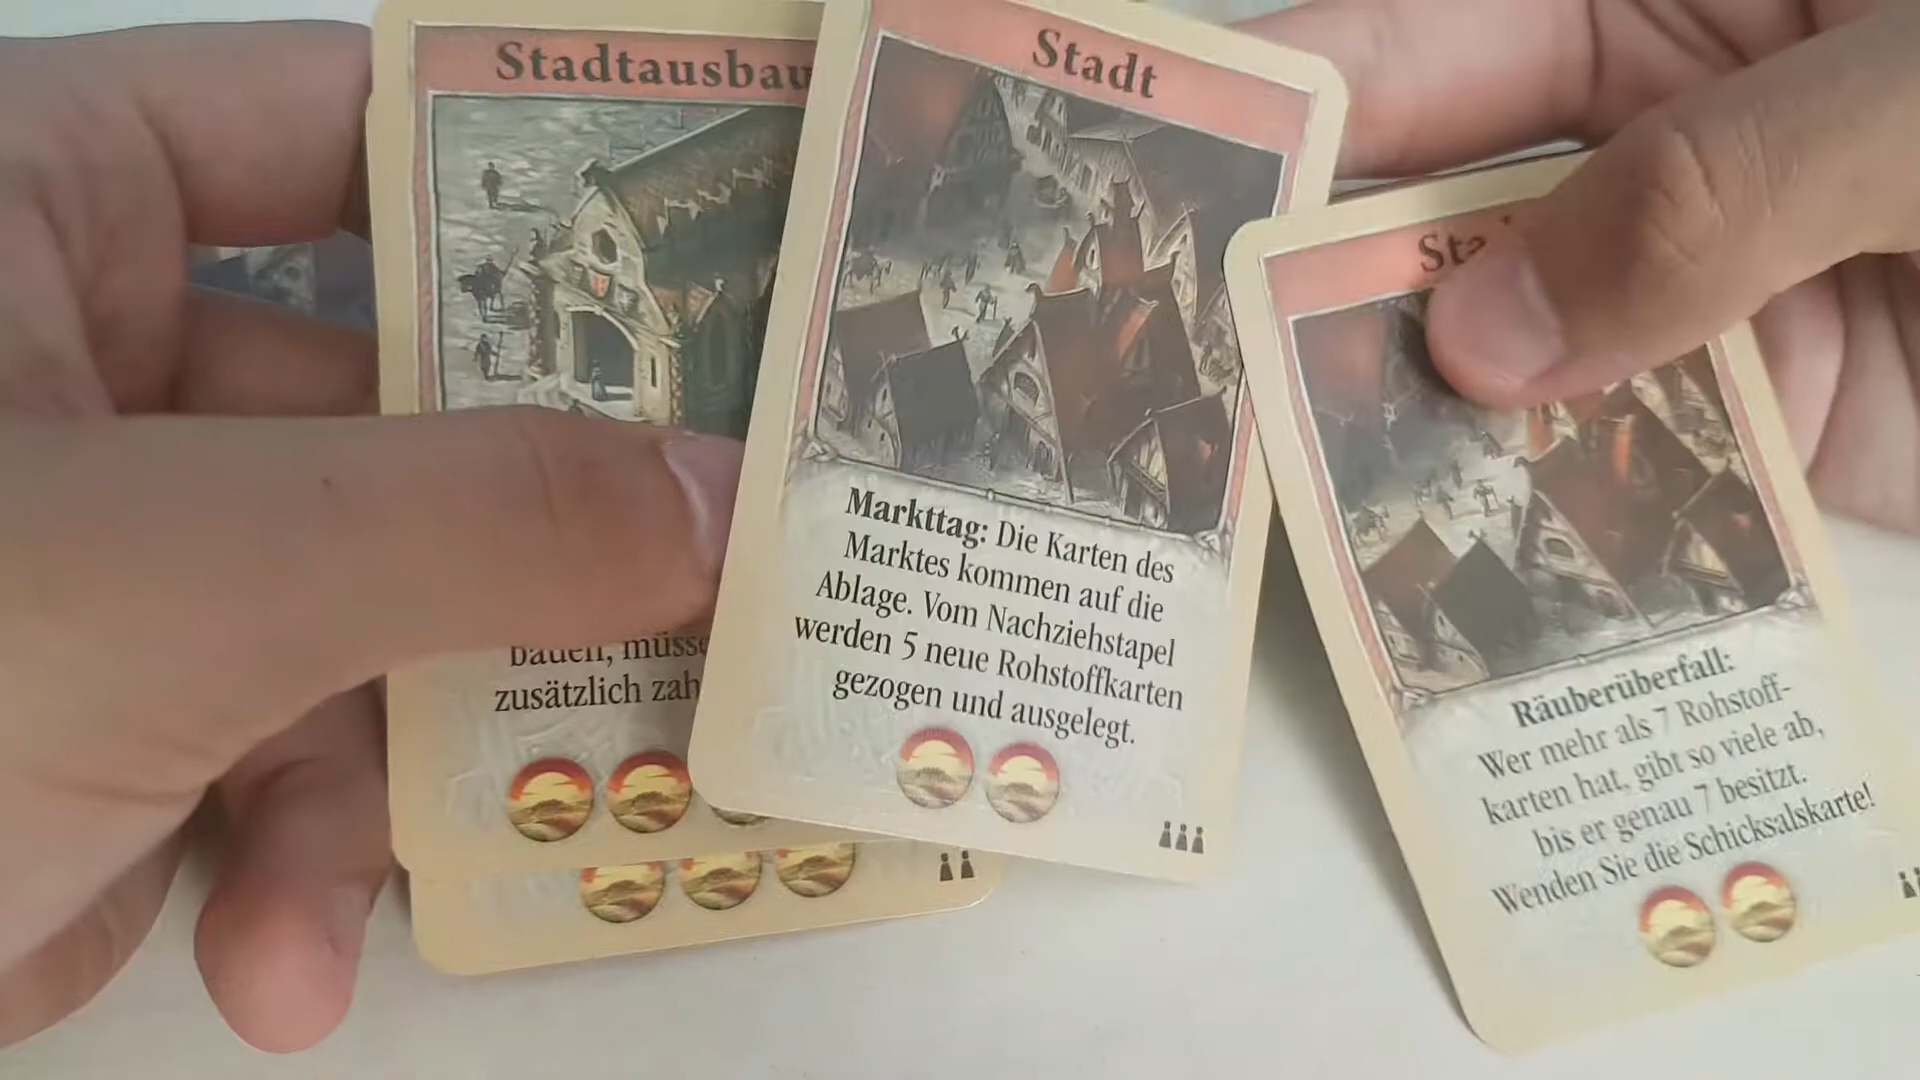 Stadtausbau
bauen, müsse
zusätzlich zah
Stadt
Markttag: Die Karten des
Marktes kommen auf die
Ablage. Vom Nachziehstapel
werden 5 neue Rohstoffkarten
gezogen und ausgelegt.
Sta
Räuberüberfall:
Wer mehr als 7 Rohstoff-
karten hat, gibt so viele ab,
bis er genau 7 besitzt.
Wenden Sie die Schicksalskarte!